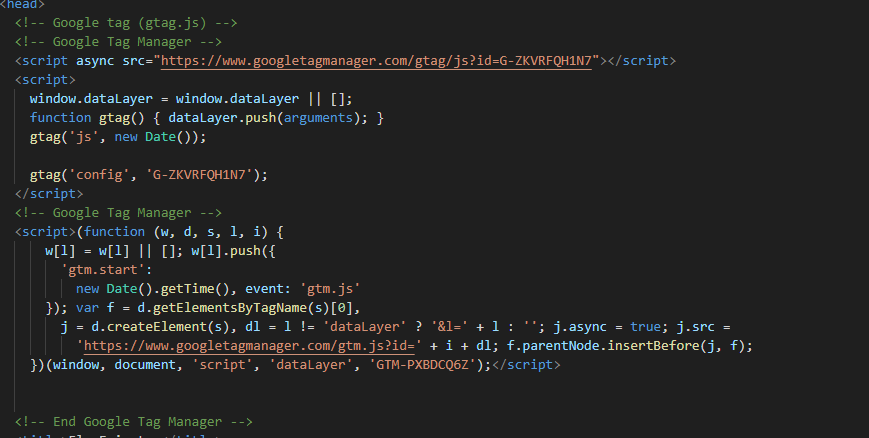 <head>
<!-- Google tag (gtag.js) -->
<!-- Google Tag Manager -->
<script async src="https://www.googletagmanager.com/gtag/js?id=G-ZKVRFQH1N7"></script>
<script>
window.dataLayer = window.dataLayer || [];
function gtag() { dataLayer.push(arguments); }
gtag('js', new Date());
gtag('config', 'G-ZKVRFQH1N7');
</script>
<!-- Google Tag Manager -->
<script>(function (w, d, s, l, i) {
w[l] = w[l] || []; w[l].push({
'gtm.start':
new Date().getTime(), event: 'gtm.js'
}); var f = d.getElementsByTagName(s)[0],
j = d.createElement(s), dl = l != 'dataLayer' ? '&l=' + l : ''; j.async = true; j.src =
'https://www.googletagmanager.com/gtm.js?id=' + i + dl; f.parentNode.insertBefore(j, f);
})(window, document, 'script', 'dataLayer', 'GTM-PXBDCQ6Z');</script>
<!-- End Google Tag Manager -->